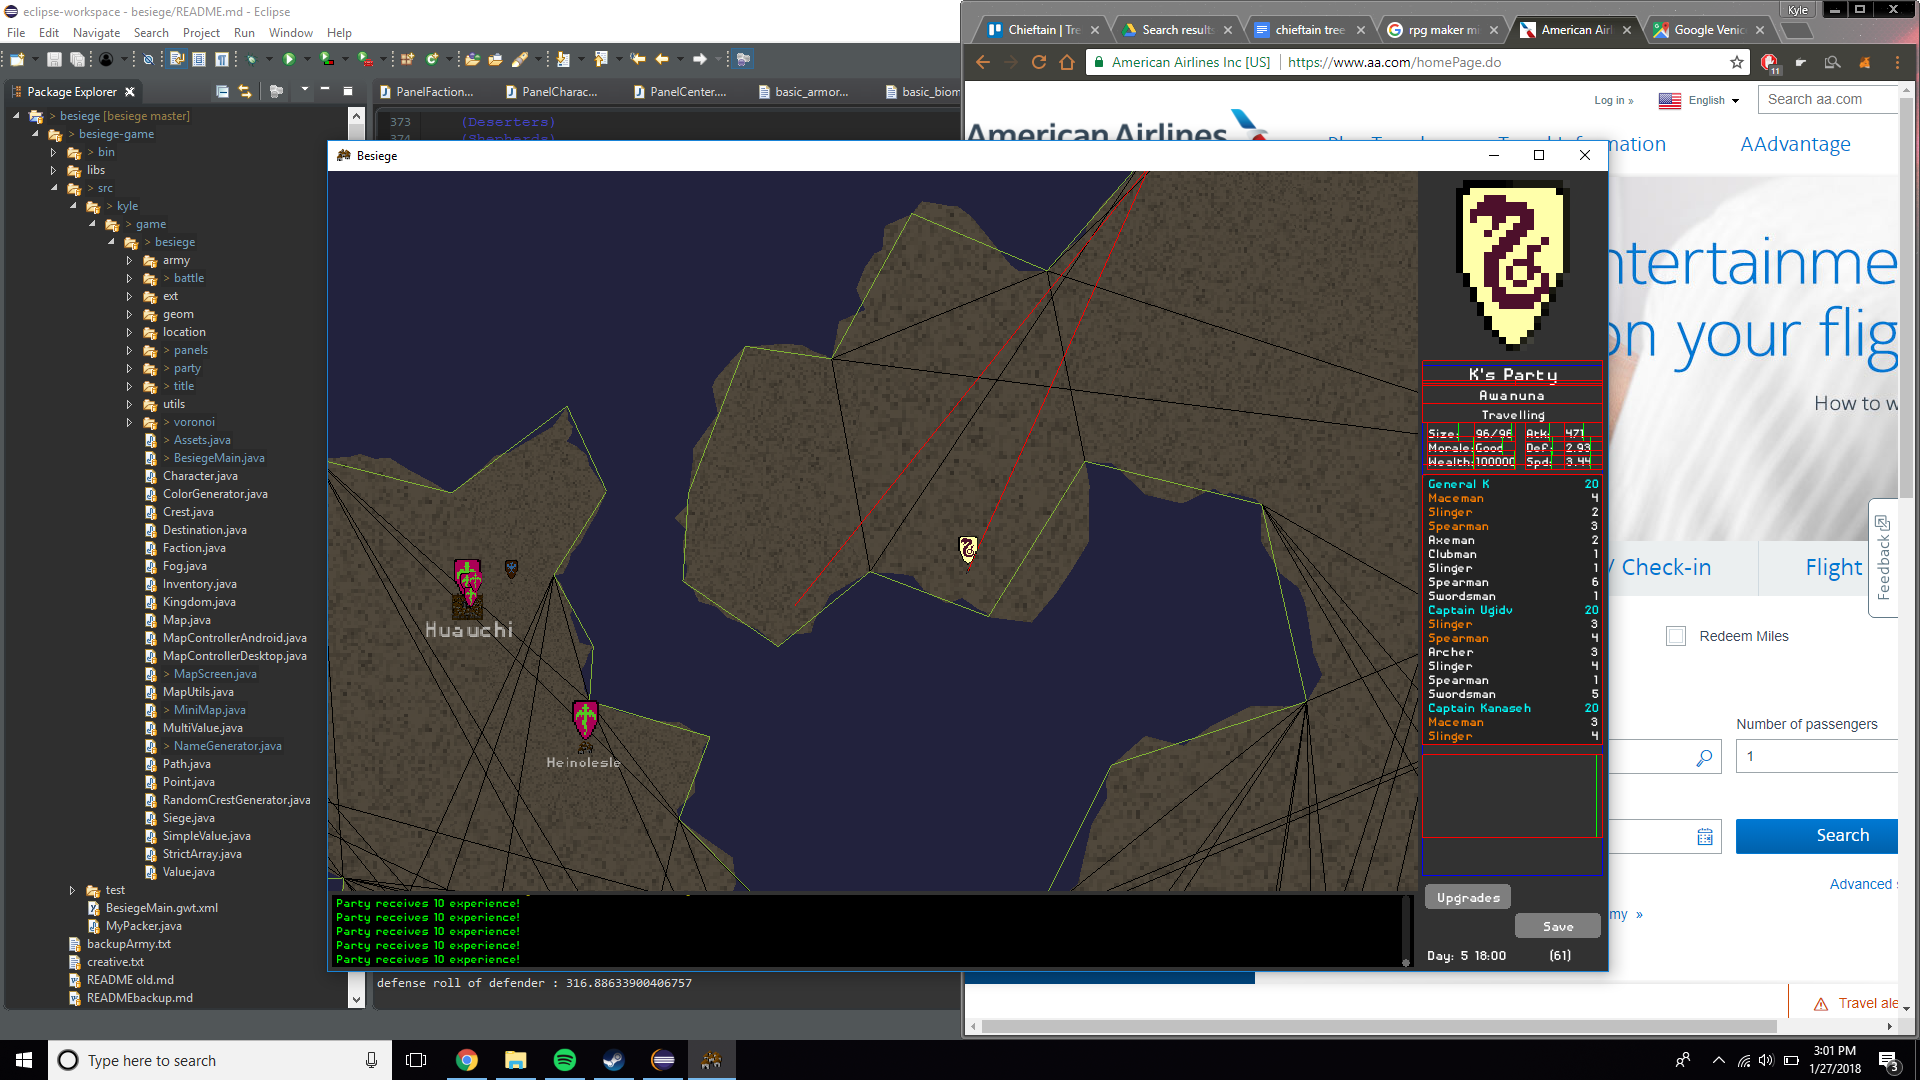 eclipse-workspace - besiege/README.md - Eclipse
File Edit Navigate Search Project Run Window Help
Package Explorer
> besiege [besiege master]
> besiege-game
> bin
libs
> src
> kyle
> game
> besiege
army
> battle
ext
geom
location
> panels
> party
> title
utils
> voronoi
> Assets.java
> BesiegeMain.java
Character.java
ColorGenerator.java
Crest.java
Destination.java
Faction.java
Fog.java
Inventory.java
Kingdom.java
Map.java
MapControllerAndroid.java
MapControllerDesktop.java
> MapScreen.java
MapUtils.java
> MiniMap.java
MultiValue.java
> NameGenerator.java
Path.java
Point.java
RandomCrestGenerator.java
Siege.java
SimpleValue.java
StrictArray.java
Value.java
test
BesiegeMain.gwt.xml
MyPacker.java
backupArmy.txt
creative.txt
README old.md
READMEbackup.md
PanelFaction... PanelCharac... PanelCenter.... basic_armor... basic_biom
373 (Deserters)
374 (Shepherds)
defense roll of defender : 316.88633900406757
Kyle
Chieftain | Tre Search results chieftain tree rpg maker mi American Airl Google Venic
American Airlines Inc [US] https://www.aa.com/homePage.do
11
Log in » English Search aa.com
American Airlines
AAdvantage
ntertainme
on your flig
How to w
/ Check-in Flight
Feedback
Redeem Miles
Number of passengers
1
Search
Advanced s
my »
Travel ale
Besiege
Huauchi
Heinolesle
K's Party
Awanuna
Travelling
Size: 96/96 Atk: 471
Morale: Good Def: 2.93
Wealth: 100000 Spd: 3.44
General K 20
Maceman 4
Slinger 2
Spearman 3
Axeman 2
Clubman 1
Slinger 1
Spearman 6
Swordsman 1
Captain Ugidv 20
Slinger 3
Spearman 4
Archer 3
Slinger 4
Spearman 1
Swordsman 5
Captain Kanaseh 20
Maceman 3
Slinger 4
Upgrades
Save
Day: 5 18:00 (61)
Party receives 10 experience!
Party receives 10 experience!
Party receives 10 experience!
Party receives 10 experience!
Party receives 10 experience!
Type here to search
3:01 PM
1/27/2018
3